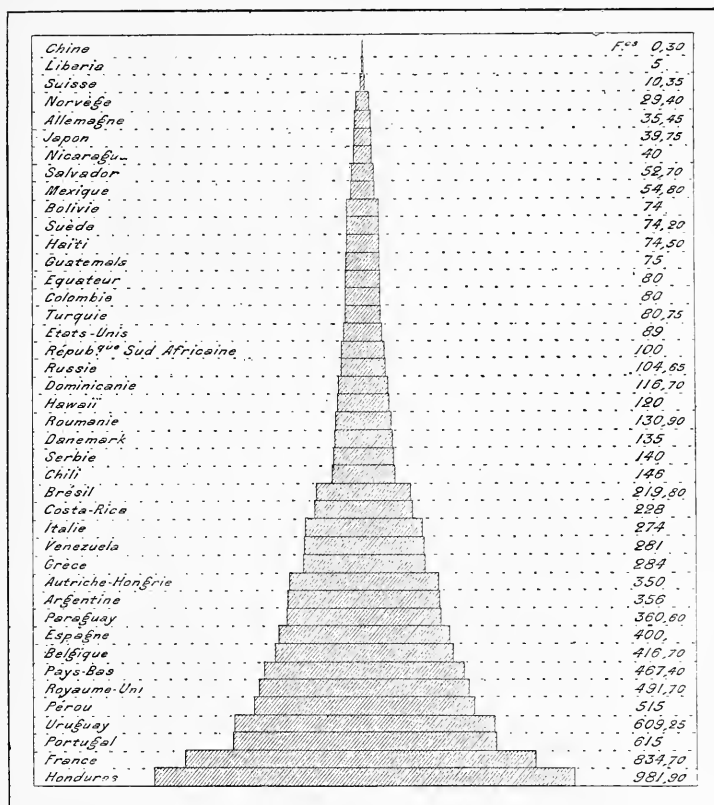 Chine F.cs 0,30
Liberia 5
Suisse 10,35
Norvège 29,40
Allemagne 35,45
Japon 39,75
Nicaragu 40
Salvador 52,70
Mexique 54,80
Bolivie 74
Suède 74,20
Haïti 74,50
Guatemala 75
Equateur 80
Colombie 80
Turquie 80,75
Etats-Unis 89
Républque Sud Africaine 100
Russie 104,65
Dominicanie 116,70
Hawaiï 120
Roumanie 130,90
Danemark 135
Serbie 140
Chili 146
Brésil 219,80
Costa-Rica 228
Italie 274
Venezuela 281
Grèce 284
Autriche-Hongrie 350
Argentine 356
Paraguay 360,60
Espagne 400,
Belgique 416,70
Pays-Bas 467,40
Royaume-Uni 491,70
Pérou 515
Uruguay 609,25
Portugal 615
France 834,70
Honduras 981,90